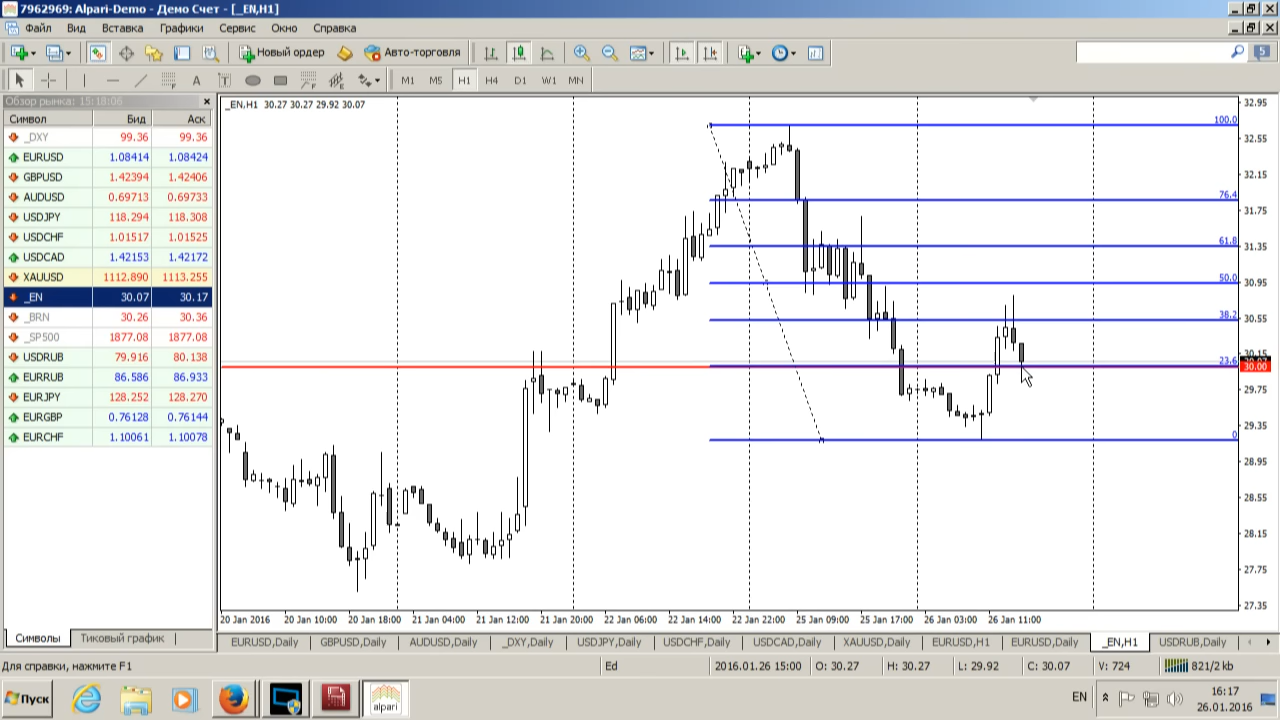 7962969: Alpari-Demo - Демо Счет - [_EN,H1]
Файл Вид Вставка Графики Сервис Окно Справка
Новый ордер Авто-торговля 5
A T M1 M5 H1 H4 D1 W1 MN
Обзор рынка: 15:18:06
Символ Бид Аск
_DXY 99.36 99.36
EURUSD 1.08414 1.08424
GBPUSD 1.42394 1.42406
AUDUSD 0.69713 0.69733
USDJPY 118.294 118.308
USDCHF 1.01517 1.01525
USDCAD 1.42153 1.42172
XAUUSD 1112.890 1113.255
_EN 30.07 30.17
_BRN 30.26 30.36
_SP500 1877.08 1877.08
USDRUB 79.916 80.138
EURRUB 86.586 86.933
EURJPY 128.252 128.270
EURGBP 0.76128 0.76144
EURCHF 1.10061 1.10078
Символы Тиковый график
_EN,H1 30.27 30.27 29.92 30.07
100.0
76.4
61.8
50.0
38.2
23.6
0
32.95
32.55
32.15
31.75
31.35
30.95
30.55
30.15
30.00
29.75
29.35
28.95
28.55
28.15
27.75
27.35
20 Jan 2016 20 Jan 10:00 20 Jan 18:00 21 Jan 04:00 21 Jan 12:00 21 Jan 20:00 22 Jan 06:00 22 Jan 14:00 22 Jan 22:00 25 Jan 09:00 25 Jan 17:00 26 Jan 03:00 26 Jan 11:00
EURUSD,Daily GBPUSD,Daily AUDUSD,Daily _DXY,Daily USDJPY,Daily USDCHF,Daily USDCAD,Daily XAUUSD,Daily EURUSD,H1 EURUSD,Daily _EN,H1 USDRUB,Daily
Для справки, нажмите F1 Ed 2016.01.26 15:00 O: 30.27 H: 30.27 L: 29.92 C: 30.07 V: 724 821/2 kb
Пуск alpari EN 16:17
26.01.2016